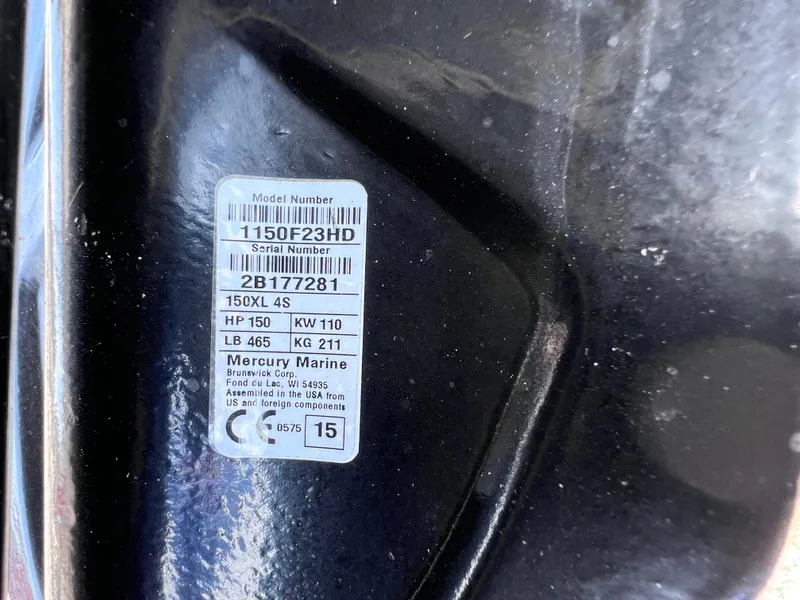 Model Number
1150F23HD
Serial Number
2B177281
150XL 4S
HP 150 KW 110
LB 465 KG 211
Mercury Marine
Brunswick Corp.
Fond du Lac, WI 54935
Assembled in the USA from
US and foreign components
CE 0575 15